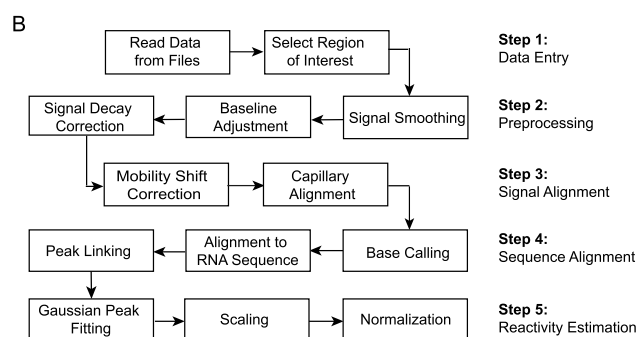 B
Read Data
from Files
Select Region
of Interest
Step 1:
Data Entry
Signal Decay
Correction
Baseline
Adjustment
Signal Smoothing
Step 2:
Preprocessing
Mobility Shift
Correction
Capillary
Alignment
Step 3:
Signal Alignment
Peak Linking
Alignment to
RNA Sequence
Base Calling
Step 4:
Sequence Alignment
Gaussian Peak
Fitting
Scaling
Normalization
Step 5:
Reactivity Estimation